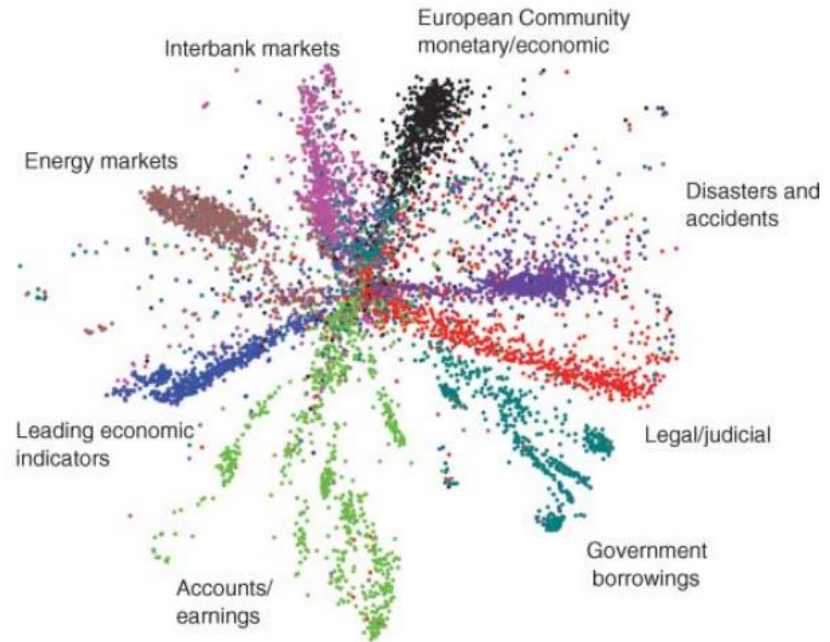 European Community
monetary/economic
Interbank markets
Energy markets
Disasters and
accidents
Leading economic
indicators
Legal/judicial
Government
borrowings
Accounts/
earnings